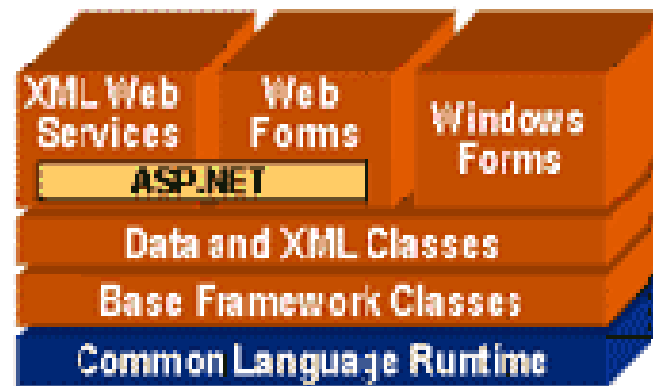 XML Web
Services
Web
Forms
Windows
Forms
ASP.NET
Data and XML Classes
Base Framework Classes
Common Language Runtime